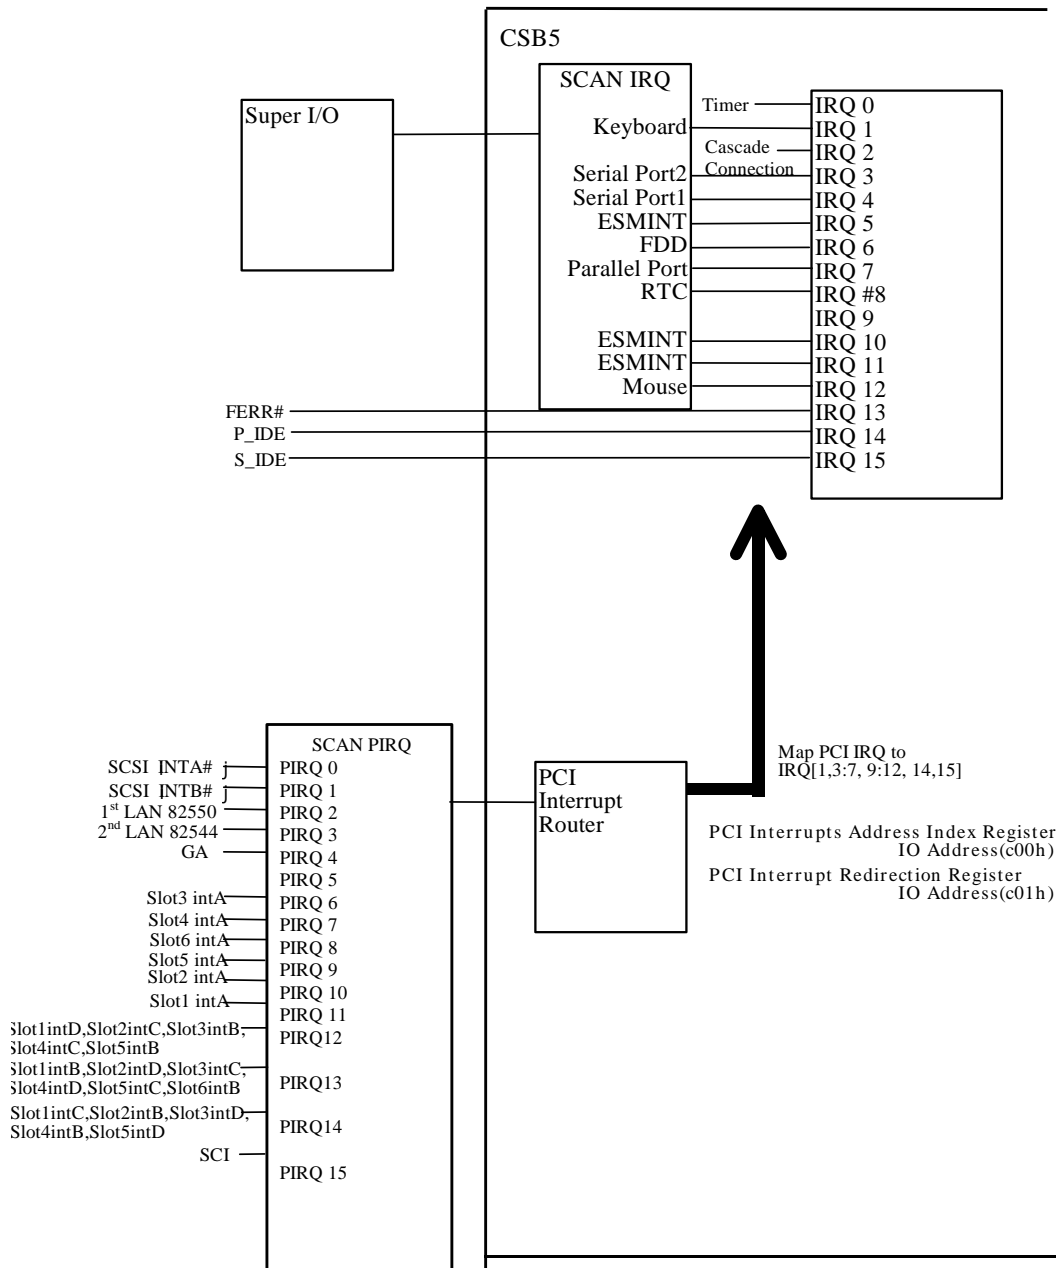 CSB5
Super I/O
SCAN IRQ
Keyboard
Serial Port2
Serial Port1
ESMINT
FDD
Parallel Port
RTC
ESMINT
ESMINT
Mouse
Timer
Cascade
Connection
IRQ 0
IRQ 1
IRQ 2
IRQ 3
IRQ 4
IRQ 5
IRQ 6
IRQ 7
IRQ #8
IRQ 9
IRQ 10
IRQ 11
IRQ 12
IRQ 13
IRQ 14
IRQ 15
FERR#
P_IDE
S_IDE
SCAN PIRQ
SCSI INTA# j
SCSI INTB# j
1st LAN 82550
2nd LAN 82544
GA
Slot3 intA
Slot4 intA
Slot6 intA
Slot5 intA
Slot2 intA
Slot1 intA
Slot1intD,Slot2intC,Slot3intB,
Slot4intC,Slot5intB
Slot1intB,Slot2intD,Slot3intC,
Slot4intD,Slot5intC,Slot6intB
Slot1intC,Slot2intB,Slot3intD,
Slot4intB,Slot5intD
SCI
PIRQ 0
PIRQ 1
PIRQ 2
PIRQ 3
PIRQ 4
PIRQ 5
PIRQ 6
PIRQ 7
PIRQ 8
PIRQ 9
PIRQ 10
PIRQ 11
PIRQ12
PIRQ13
PIRQ14
PIRQ 15
PCI
Interrupt
Router
Map PCI IRQ to
IRQ[1,3:7, 9:12, 14,15]
PCI Interrupts Address Index Register
IO Address(c00h)
PCI Interrupt Redirection Register
IO Address(c01h)